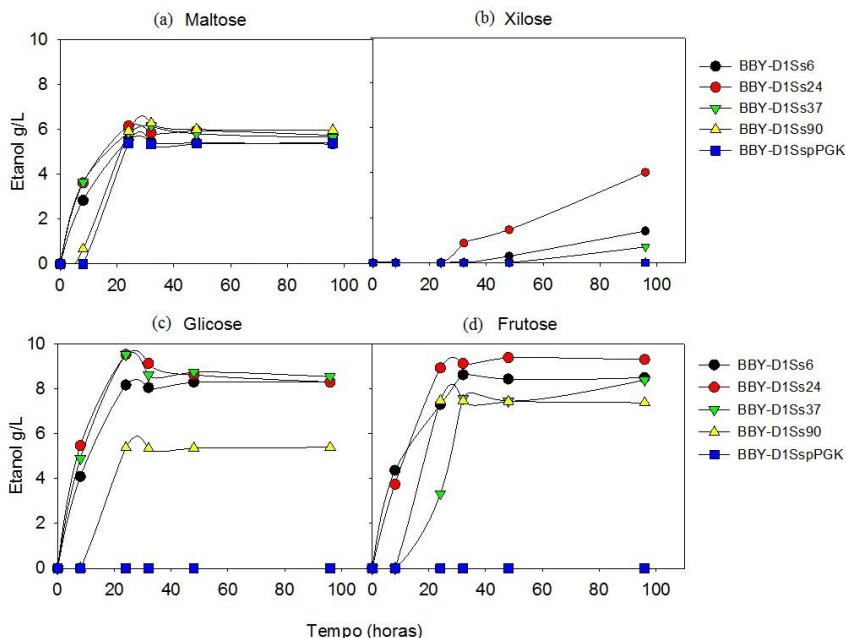 (a) Maltose
(b) Xilose
10
8
6
4
2
0
Etanol g/L
0 20 40 60 80 100
0 20 40 60 80 100
BBY-D1Ss6
BBY-D1Ss24
BBY-D1Ss37
BBY-D1Ss90
BBY-D1SspPGK
(c) Glicose
(d) Frutose
10
8
6
4
2
0
Etanol g/L
0 20 40 60 80 100
0 20 40 60 80 100
BBY-D1Ss6
BBY-D1Ss24
BBY-D1Ss37
BBY-D1Ss90
BBY-D1SspPGK
Tempo (horas)